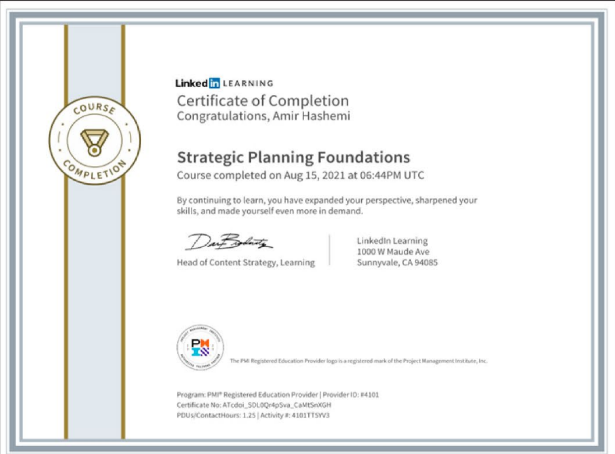 COURSE
COMPLETION
Linked in LEARNING
Certificate of Completion
Congratulations, Amir Hashemi
Strategic Planning Foundations
Course completed on Aug 15, 2021 at 06:44PM UTC
By continuing to learn, you have expanded your perspective, sharpened your
skills, and made yourself even more in demand.
Head of Content Strategy, Learning
LinkedIn Learning
1000 W Maude Ave
Sunnyvale, CA 94085
PMI
The PMI Registered Education Provider logo is a registered mark of the Project Management Institute, Inc.
Program: PMI® Registered Education Provider | Provider ID: #4101
Certificate No:
PDUs/ContactHours: 1.25 | Activity #: 4101TTSYV3